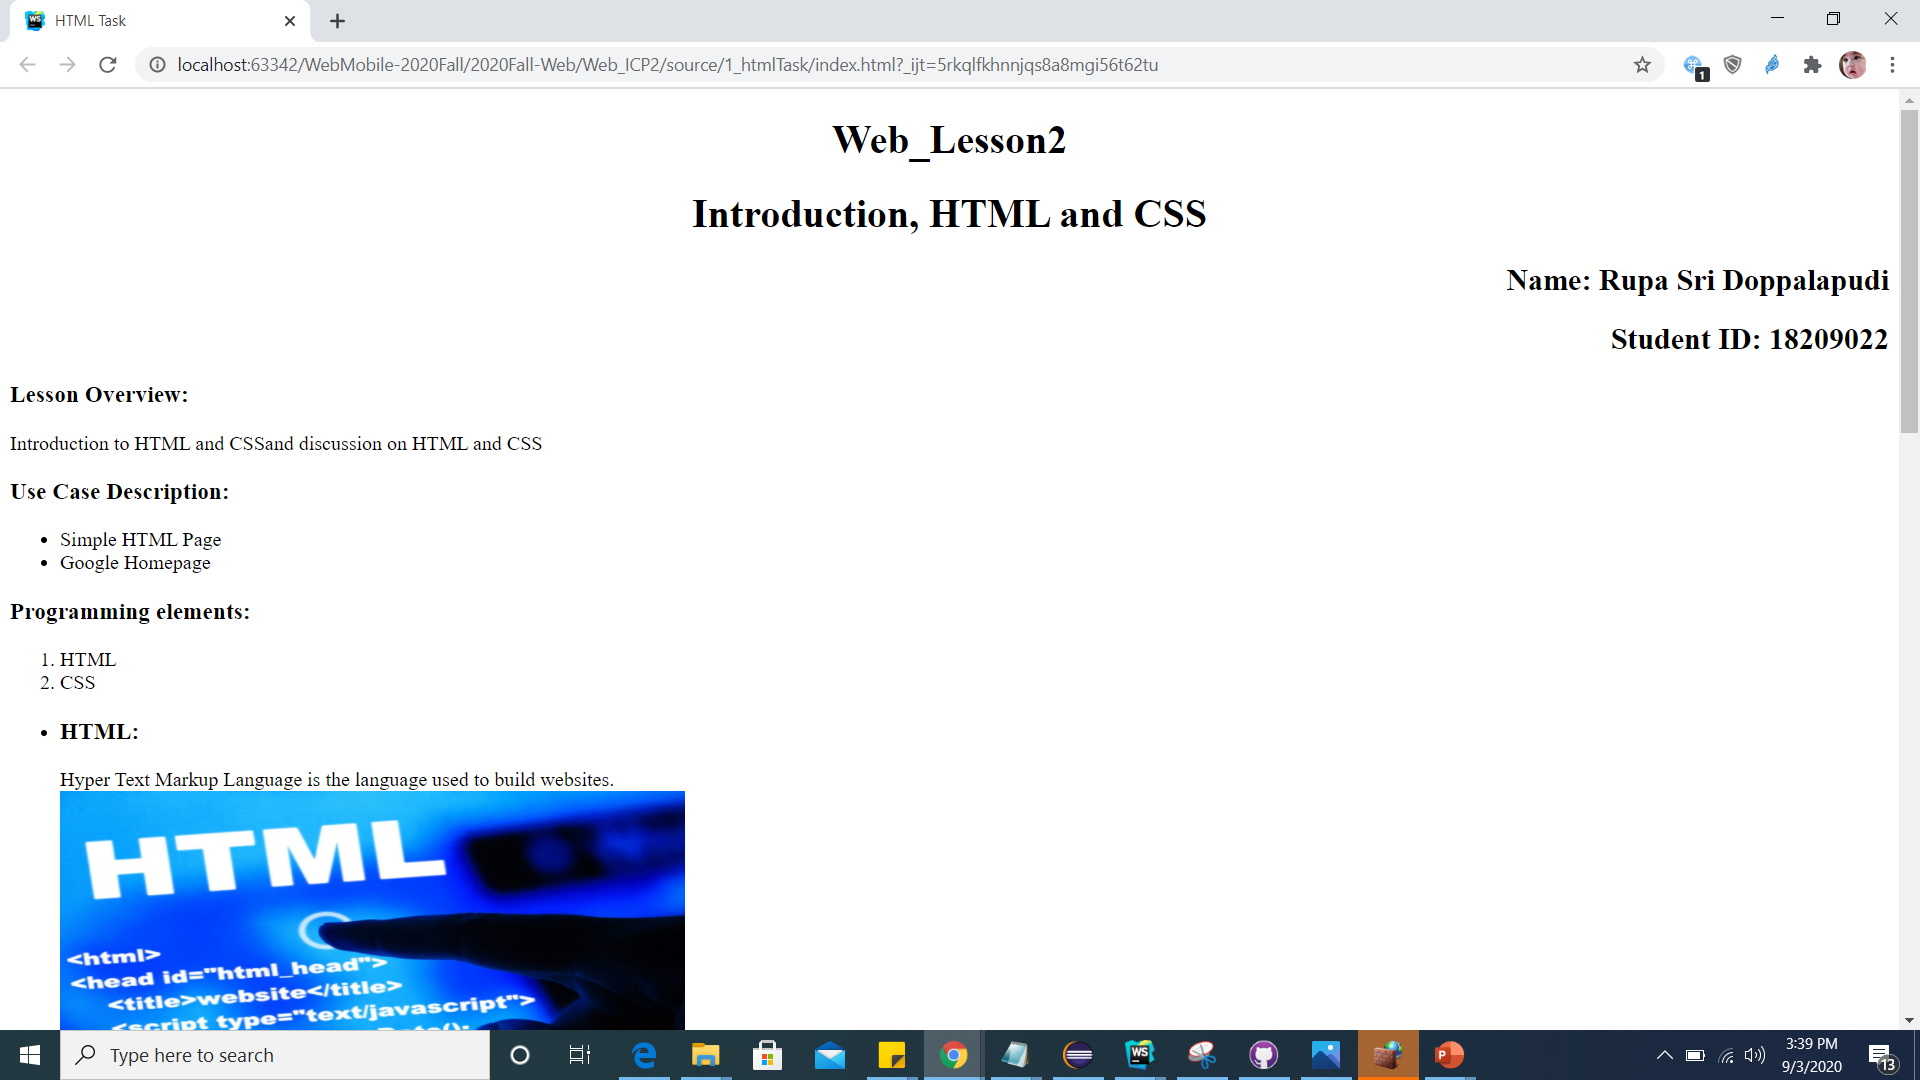 HTML Task
localhost:63342/WebMobile-2020Fall/2020Fall-Web/Web_ICP2/source/1_htmlTask/index.html?_ijt=5rkqlfkhnnjqs8a8mgi56t62tu
1
Web_Lesson2
Introduction, HTML and CSS
Name: Rupa Sri Doppalapudi
Student ID: 18209022
Lesson Overview:
Introduction to HTML and CSSand discussion on HTML and CSS
Use Case Description:
• Simple HTML Page
• Google Homepage
Programming elements:
1. HTML
2. CSS
• HTML:
Hyper Text Markup Language is the language used to build websites.
HTML
<html>
<head id="html_head">
<title>website</title>
<script type="text/javascript">
Type here to search
WS
P
3:39 PM
9/3/2020
13